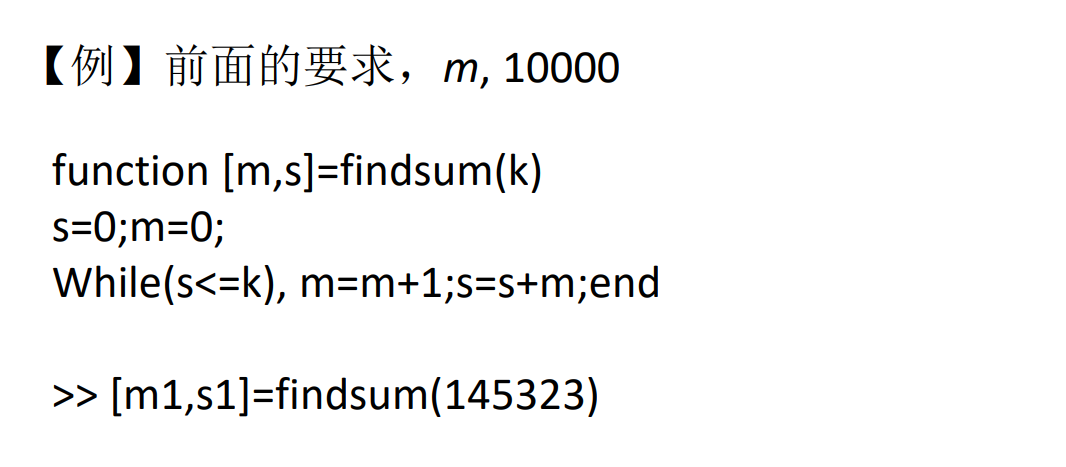 【例】前面的要求，m, 10000
function [m,s]=findsum(k)
s=0;m=0;
While(s<=k), m=m+1;s=s+m;end
>> [m1,s1]=findsum(145323)